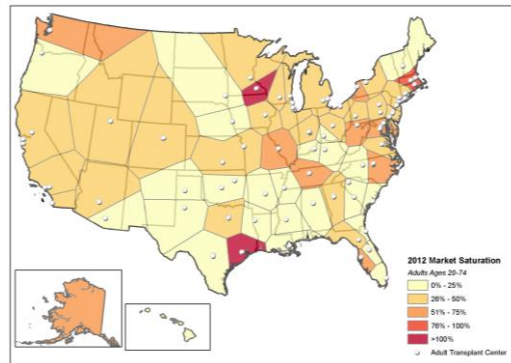 2012 Market Saturation
Adults Ages 20-74
0% - 25%
26% - 50%
51% - 75%
76% - 100%
>100%
Adult Transplant Center